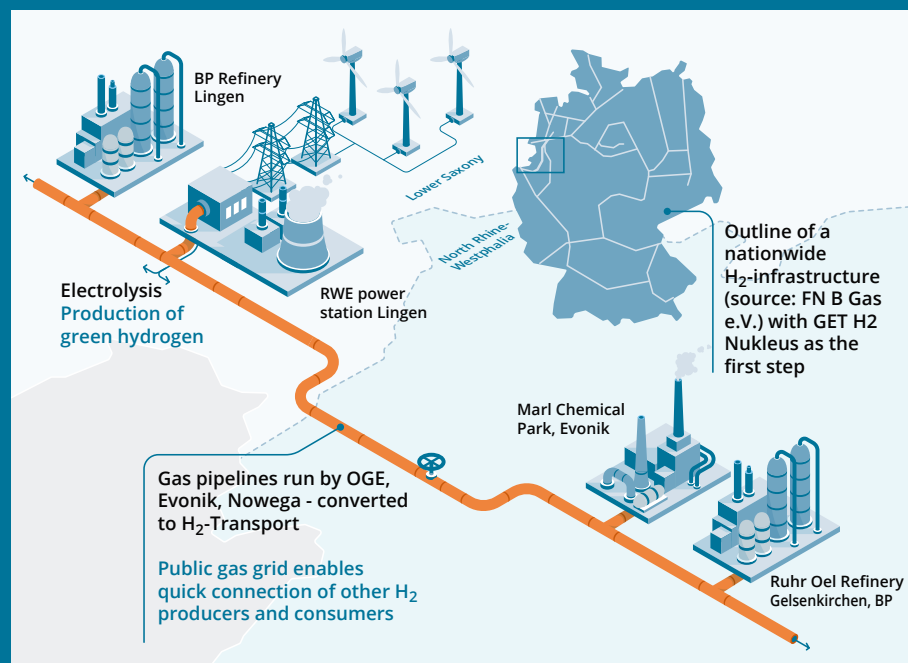 BP Refinery
Lingen
Lower Saxony
North Rhine-
Westphalia
Electrolysis
Production of
green hydrogen
RWE power
station Lingen
Outline of a
nationwide
H₂-infrastructure
(source: FN B Gas
e.V.) with GET H2
Nukleus as the
first step
Marl Chemical
Park, Evonik
Gas pipelines run by OGE,
Evonik, Nowega - converted
to H₂-Transport
Public gas grid enables
quick connection of other H₂
producers and consumers
Ruhr Oel Refinery
Gelsenkirchen, BP